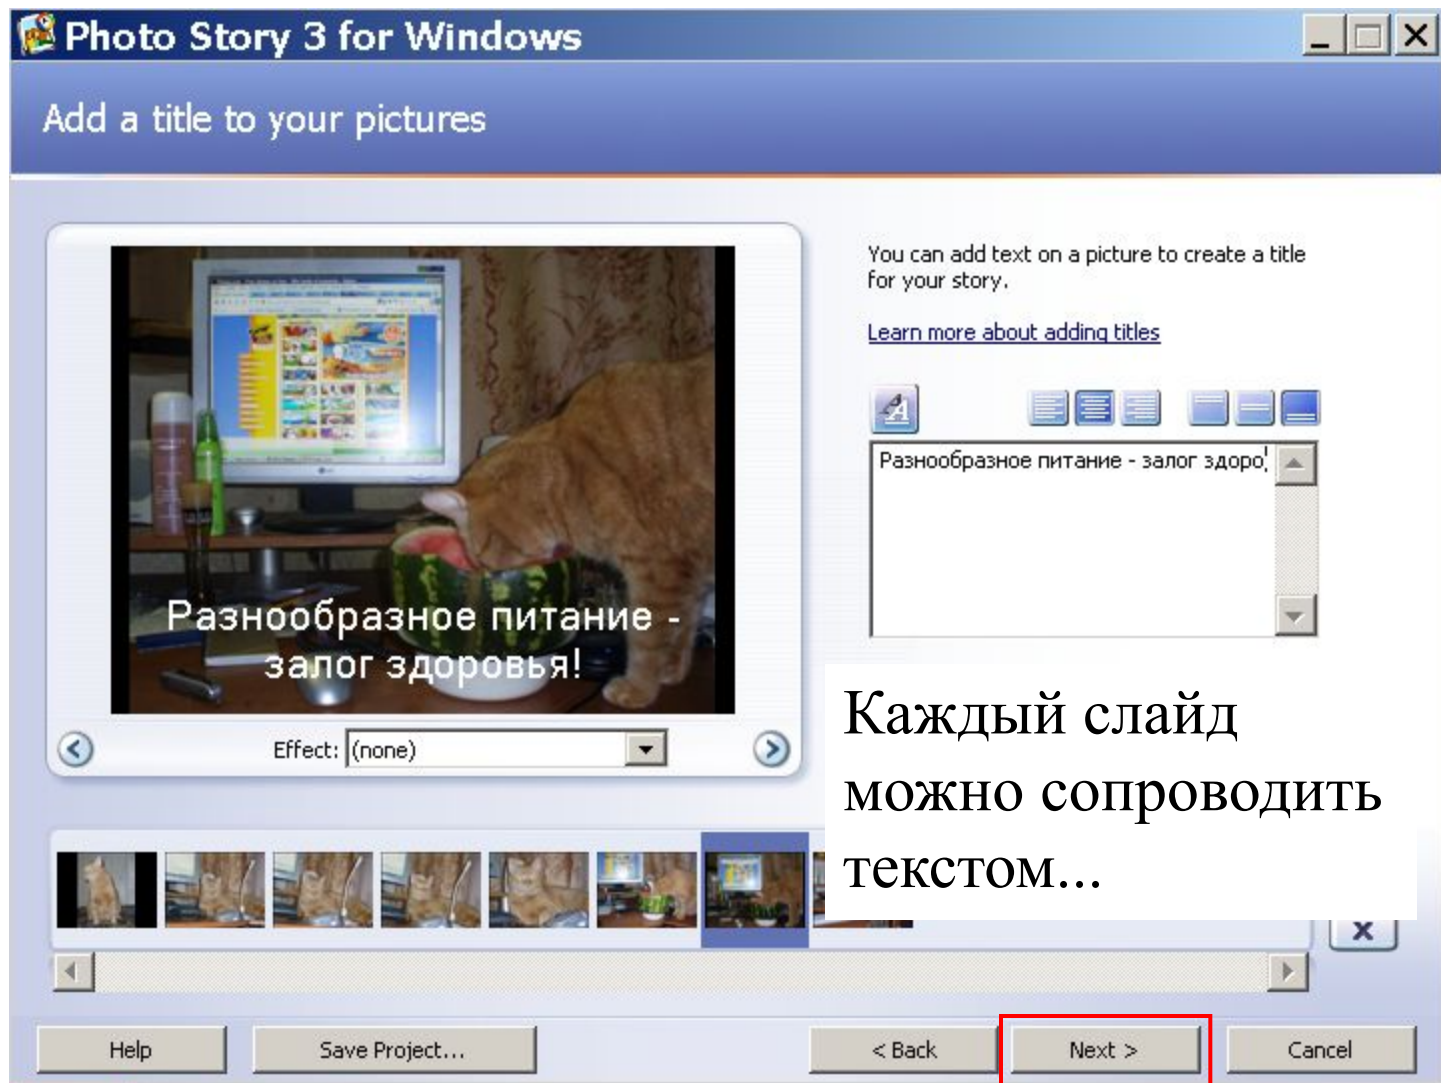 Photo Story 3 for Windows
Add a title to your pictures
You can add text on a picture to create a title
for your story.
Learn more about adding titles
Разнообразное питание - залог здоро
Разнообразное питание -
залог здоровья!
Effect: (none)
Каждый слайд
можно сопроводить
текстом...
Help
Save Project...
< Back
Next >
Cancel